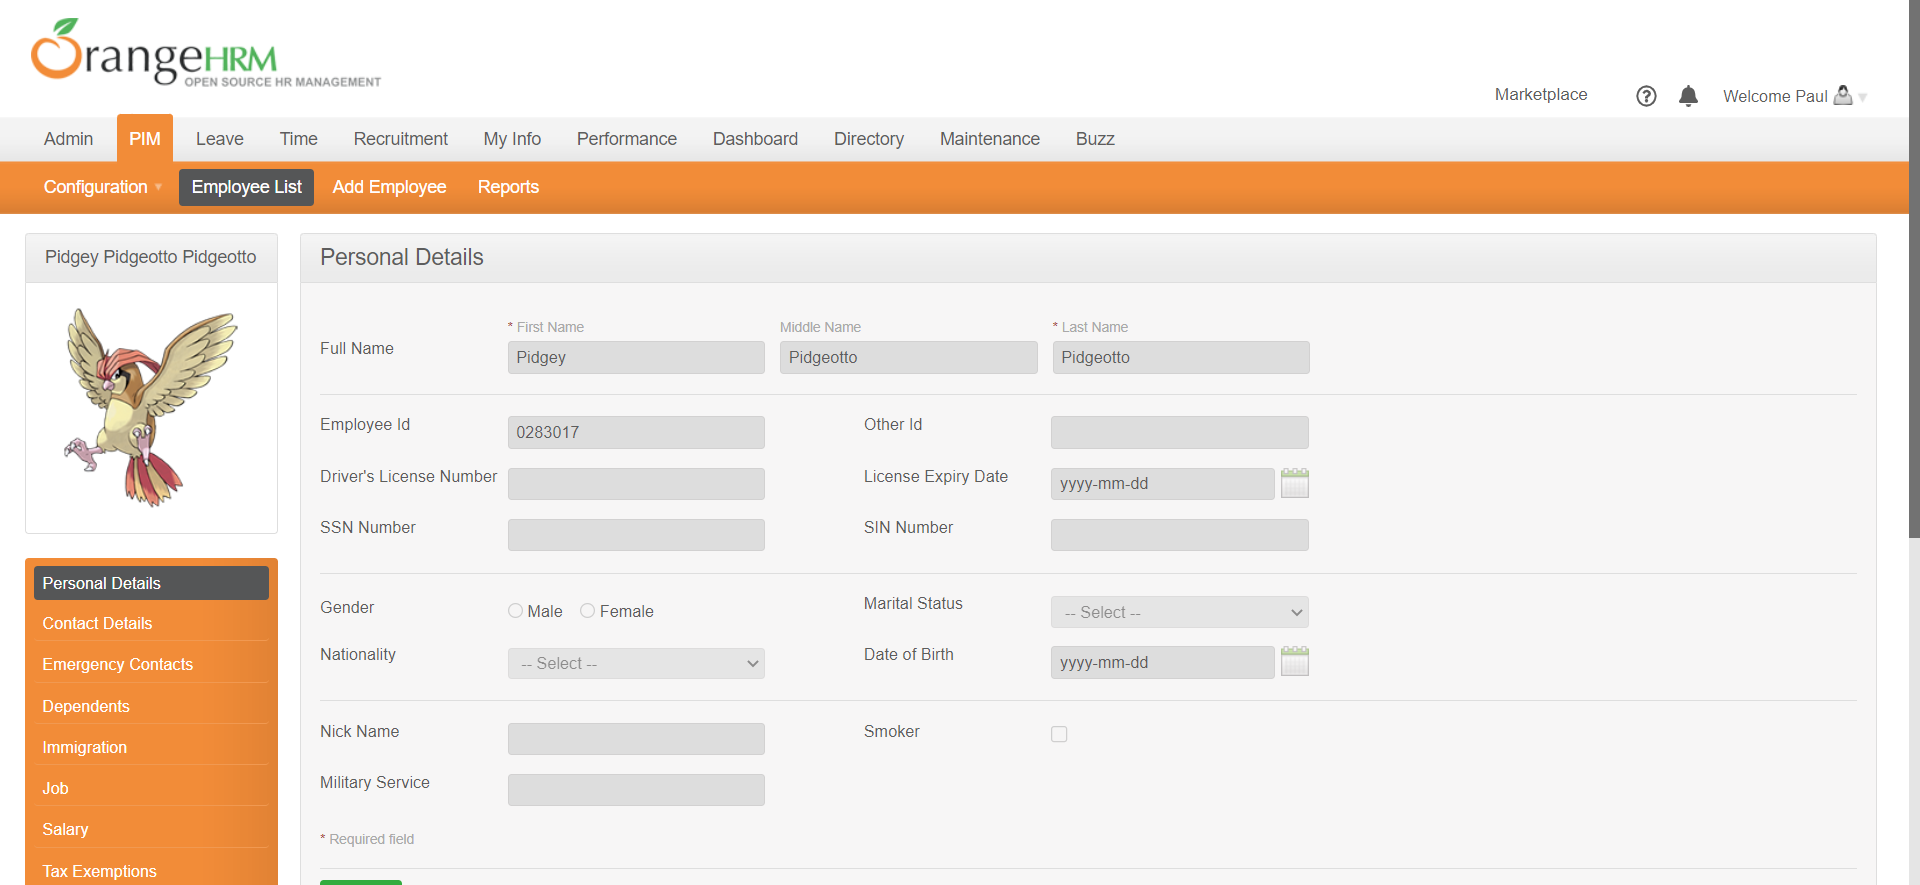 OrangeHRM
OPEN SOURCE HR MANAGEMENT
Marketplace
Welcome Paul
Admin PIM Leave Time Recruitment My Info Performance Dashboard Directory Maintenance Buzz
Configuration Employee List Add Employee Reports
Pidgey Pidgeotto Pidgeotto
Personal Details
Contact Details
Emergency Contacts
Dependents
Immigration
Job
Salary
Tax Exemptions
Personal Details
* First Name Middle Name * Last Name
Full Name Pidgey Pidgeotto Pidgeotto
Employee Id 0283017 Other Id
Driver's License Number License Expiry Date yyyy-mm-dd
SSN Number SIN Number
Gender Male Female Marital Status -- Select --
Nationality -- Select -- Date of Birth yyyy-mm-dd
Nick Name Smoker
Military Service
* Required field